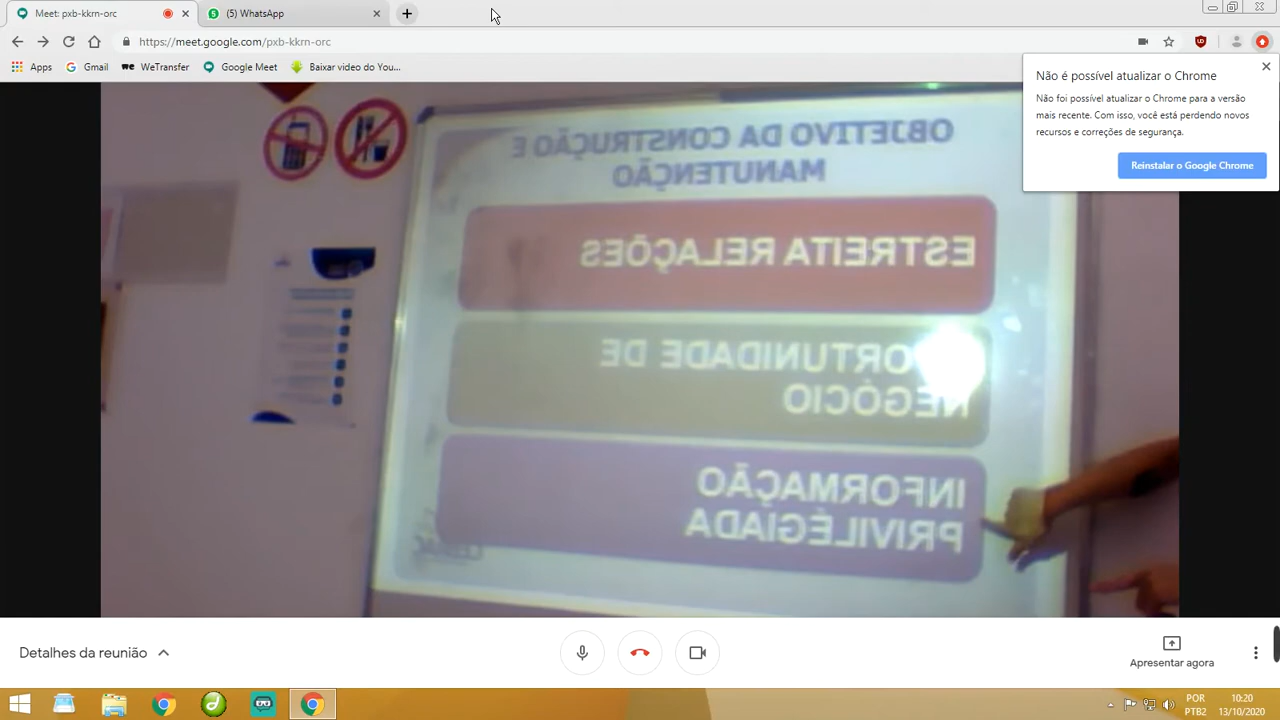 Meet: pxb-kkrn-orc
(5) WhatsApp
https://meet.google.com/pxb-kkrn-orc
Apps
Gmail
WeTransfer
Google Meet
Baixar video do You...
Não é possível atualizar o Chrome
Não foi possível atualizar o Chrome para a versão
mais recente. Com isso, você está perdendo novos
recursos e correções de segurança.
Reinstalar o Google Chrome
OBJETIVO DA CONSTRUÇÃO E
MANUTENÇÃO
ESTREITA RELAÇÕES
DE
NEGÓCIO
INFORMAÇÃO
PRIVILÉGIADA
Detalhes da reunião
Apresentar agora
POR
PTB2
10:20
13/10/2020